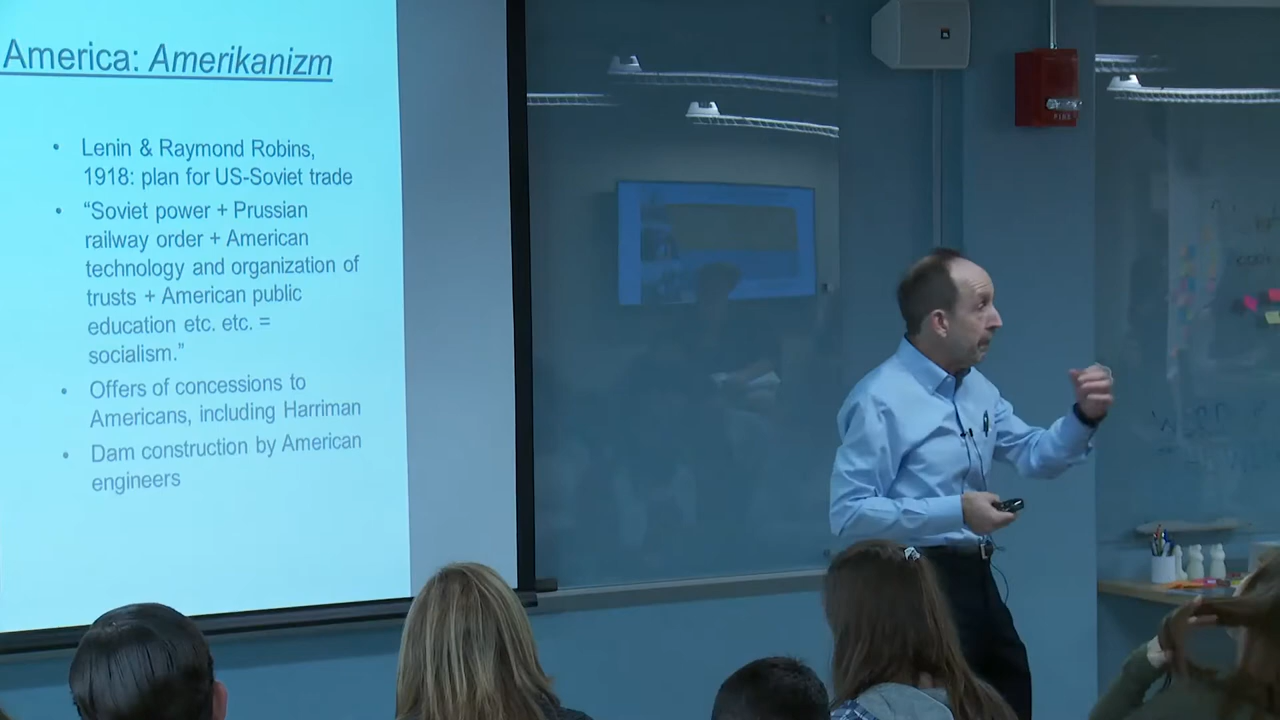 America: Amerikanizm
• Lenin & Raymond Robins,
1918: plan for US-Soviet trade
• “Soviet power + Prussian
railway order + American
technology and organization of
trusts + American public
education etc. etc. =
socialism.”
• Offers of concessions to
Americans, including Harriman
• Dam construction by American
engineers
FIRE